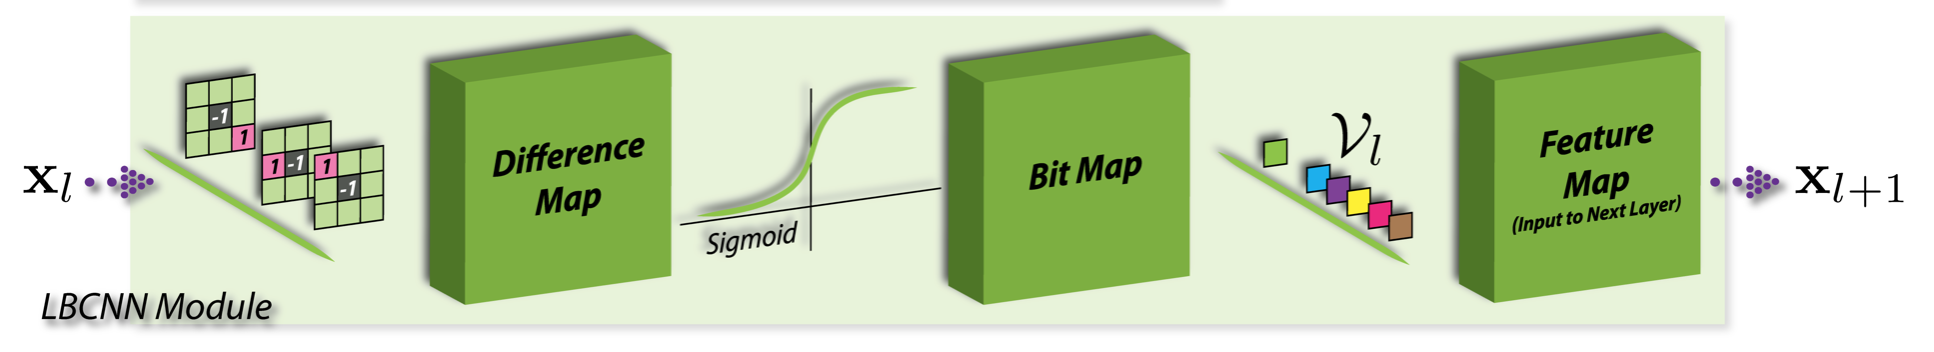 x_l
-1
1
1 -1
1
-1
Difference
Map
Sigmoid
Bit Map
𝒱_l
Feature
Map
(Input to Next Layer)
x_{l+1}
LBCNN Module